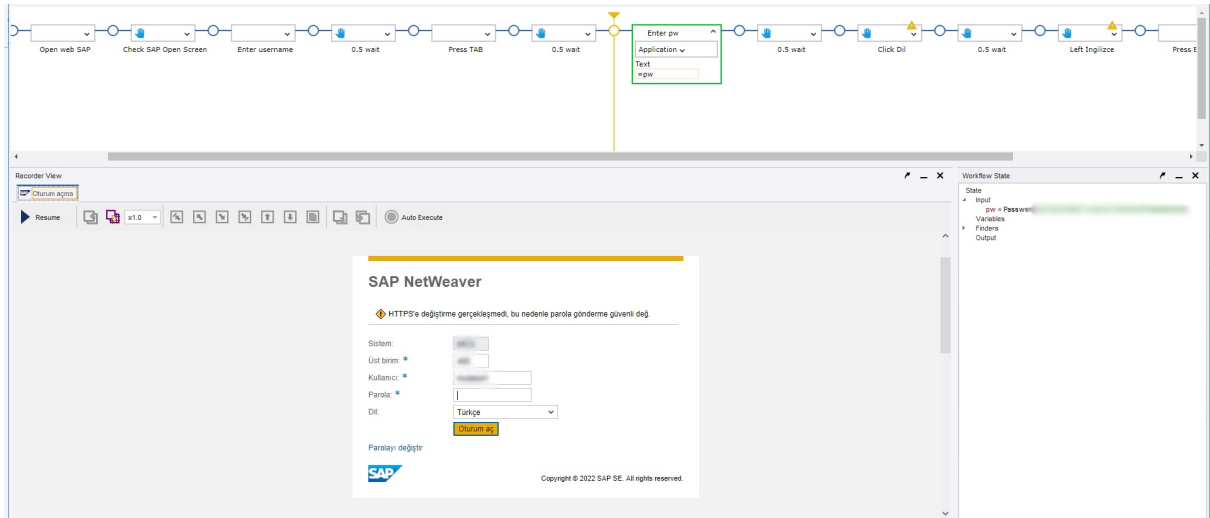 Open web SAP
Check SAP Open Screen
Enter username
0.5 wait
Press TAB
0.5 wait
Enter pw
Application
Text
=pw
0.5 wait
Click Dil
0.5 wait
Left Ingilizce
Press E
Recorder View
Oturum açma
Resume
x1.0
Auto Execute
SAP NetWeaver
HTTPS'e değiştirme gerçekleşmedi, bu nedenle parola gönderme güvenli değ.
Sistem:
Üst birim: *
Kullanıcı: *
Parola: *
Dil: Türkçe
Oturum aç
Parolayı değiştir
SAP
Copyright © 2022 SAP SE. All rights reserved.
Workflow State
State
Input
pw = Password
Variables
Finders
Output